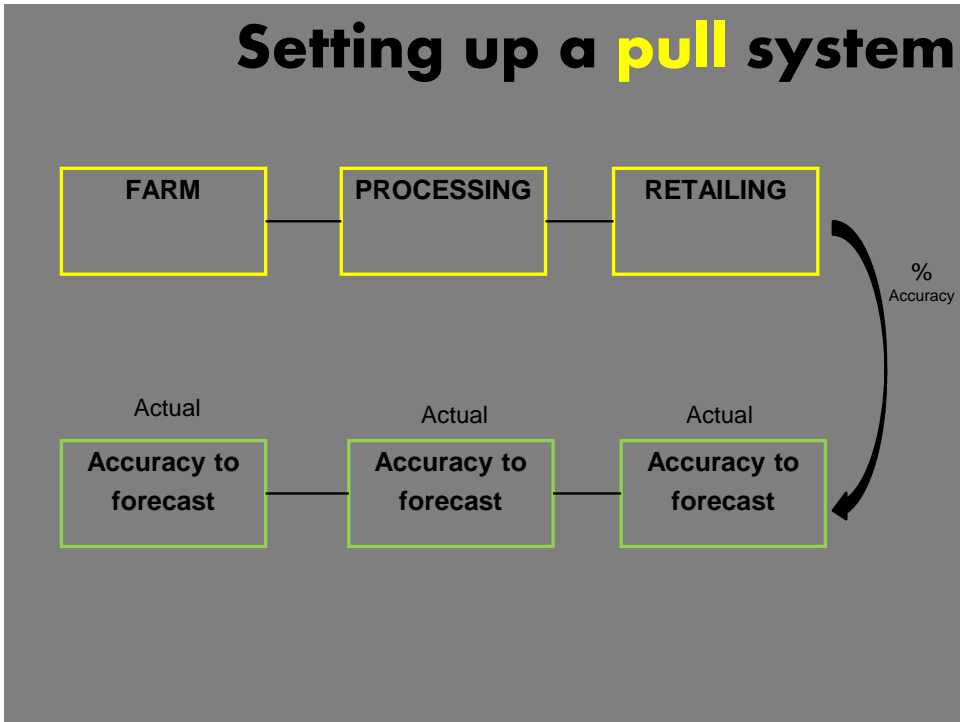 Setting up a pull system
FARM
PROCESSING
RETAILING
%
Accuracy
Actual
Actual
Actual
Accuracy to
forecast
Accuracy to
forecast
Accuracy to
forecast